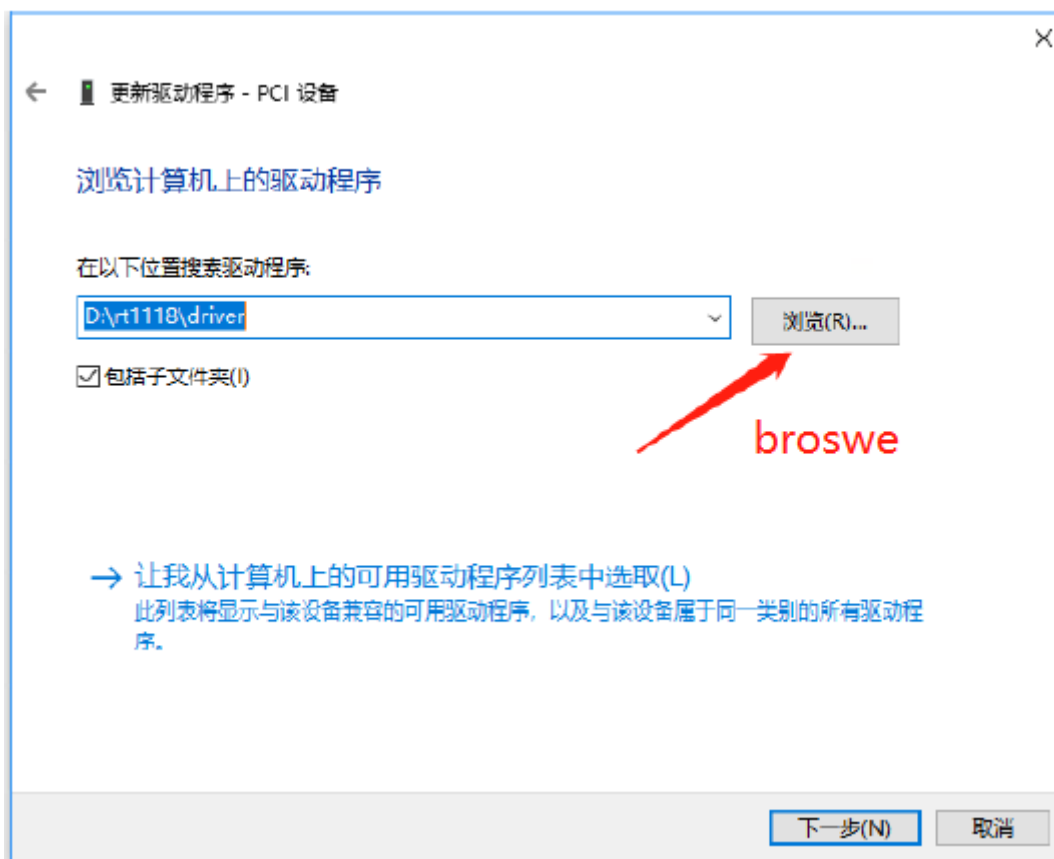 更新驱动程序 - PCI 设备
浏览计算机上的驱动程序
在以下位置搜索驱动程序:
D:\rt1118\driver
浏览(R)...
包括子文件夹(I)
broswe
让我从计算机上的可用驱动程序列表中选取(L)
此列表将显示与该设备兼容的可用驱动程序，以及与该设备属于同一类别的所有驱动程
序。
下一步(N)
取消